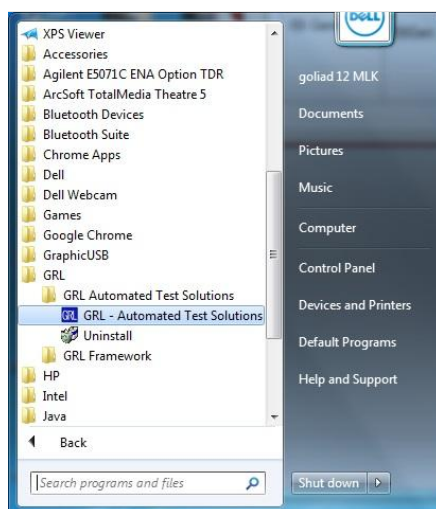 XPS Viewer
Accessories
Agilent E5071C ENA Option TDR
ArcSoft TotalMedia Theatre 5
Bluetooth Devices
Bluetooth Suite
Chrome Apps
Dell
Dell Webcam
Games
Google Chrome
GraphicUSB
GRL
GRL Automated Test Solutions
GRL - Automated Test Solutions
Uninstall
GRL Framework
HP
Intel
Java
Back
Search programs and files
DELL
goliad 12 MLK
Documents
Pictures
Music
Computer
Control Panel
Devices and Printers
Default Programs
Help and Support
Shut down